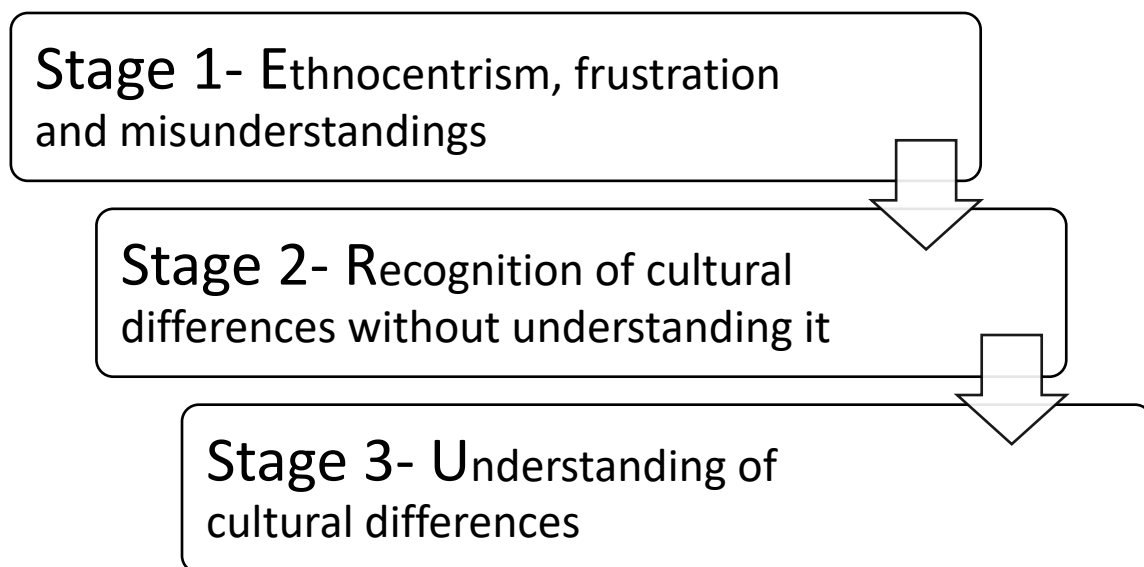 Stage 1- Ethnocentrism, frustration
and misunderstandings
Stage 2- Recognition of cultural
differences without understanding it
Stage 3- Understanding of
cultural differences